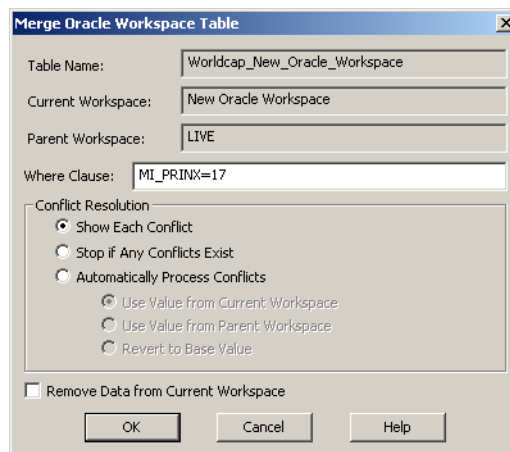 Merge Oracle Workspace Table
Table Name: Worldcap_New_Oracle_Workspace
Current Workspace: New Oracle Workspace
Parent Workspace: LIVE
Where Clause: MI_PRINX=17
Conflict Resolution
Show Each Conflict
Stop if Any Conflicts Exist
Automatically Process Conflicts
Use Value from Current Workspace
Use Value from Parent Workspace
Revert to Base Value
Remove Data from Current Workspace
OK Cancel Help